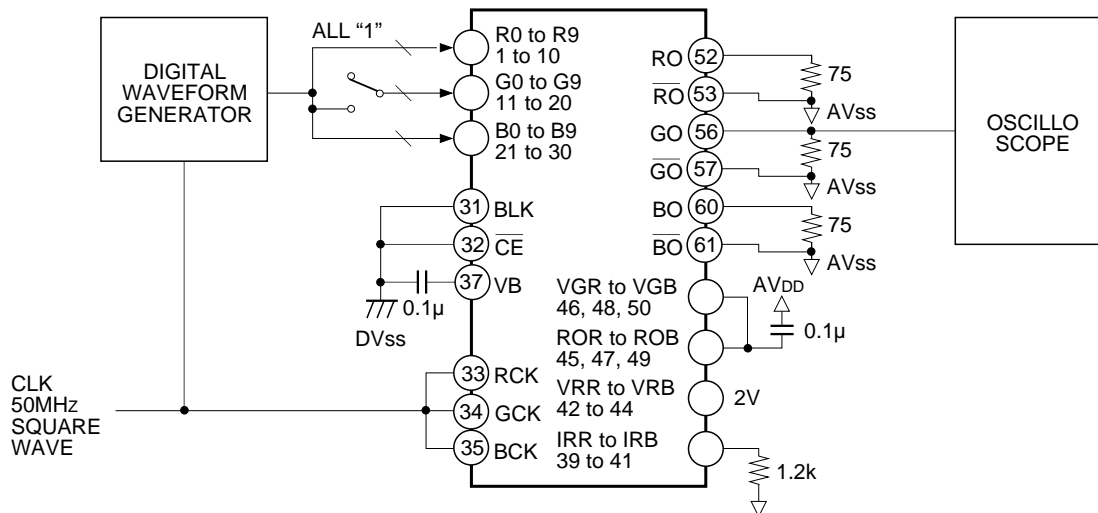 ALL “1”
DIGITAL
WAVEFORM
GENERATOR
R0 to R9
1 to 10
G0 to G9
11 to 20
B0 to B9
21 to 30
31 BLK
32 CE
37 VB
0.1µ
DVss
CLK
50MHz
SQUARE
WAVE
33 RCK
34 GCK
35 BCK
RO 52
RO 53
GO 56
GO 57
BO 60
BO 61
75
AVss
75
AVss
75
AVss
OSCILLO
SCOPE
VGR to VGB
46, 48, 50
ROR to ROB
45, 47, 49
VRR to VRB
42 to 44
IRR to IRB
39 to 41
AVDD
0.1µ
2V
1.2k